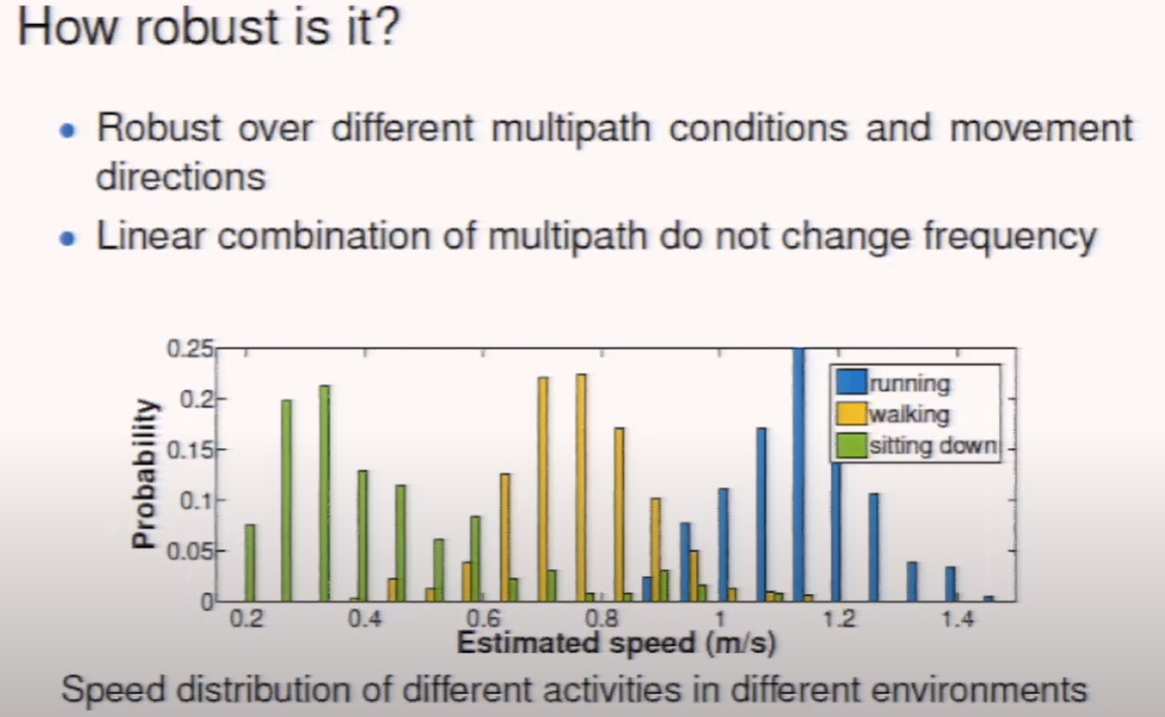 How robust is it?
Robust over different multipath conditions and movement
directions
Linear combination of multipath do not change frequency
0.25
0.2
0.15
0.1
0.05
0
Probability
running
walking
sitting down
0.2 0.4 0.6 0.8 1 1.2 1.4
Estimated speed (m/s)
Speed distribution of different activities in different environments